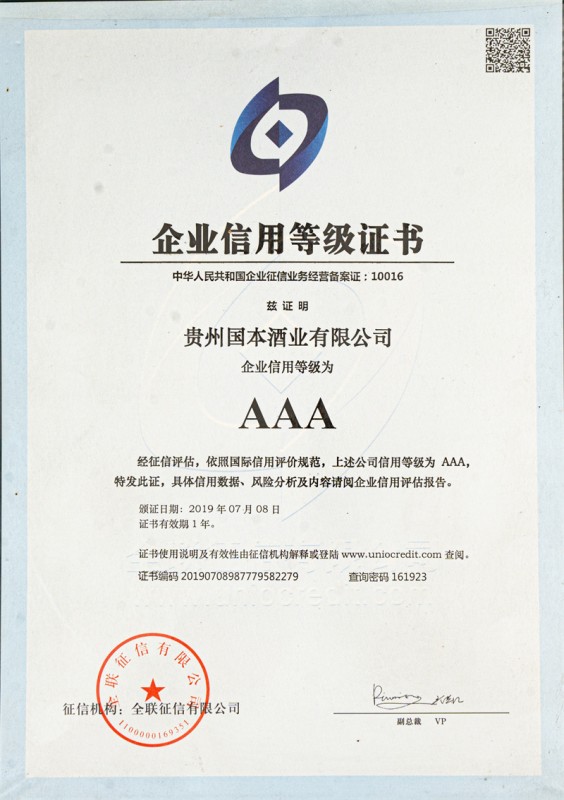 企业信用等级证书
中华人民共和国企业征信业务经营备案证：10016
兹证明
贵州国本酒业有限公司
企业信用等级为
AAA
经征信评估，依照国际信用评价规范，上述公司信用等级为 AAA，
特发此证，具体信用数据、风险分析及内容请阅企业信用评估报告。
颁证日期：2019 年 07 月 08 日
证书有效期 1 年。
证书使用说明及有效性由征信机构解释或登陆 www.uniocredit.com 查阅。
证书编码 20190708987779582279 查询密码 161923
全联征信有限公司
征信机构：全联征信有限公司
1100000169351
副总裁 VP